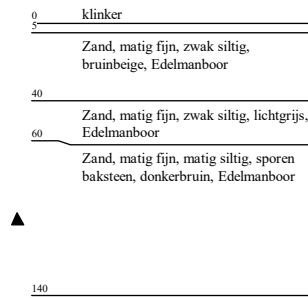 0 klinker
5
Zand, matig fijn, zwak siltig,
bruinbeige, Edelmanboor
40
Zand, matig fijn, zwak siltig, lichtgrijs,
Edelmanboor
60
Zand, matig fijn, matig siltig, sporen
baksteen, donkerbruin, Edelmanboor
140